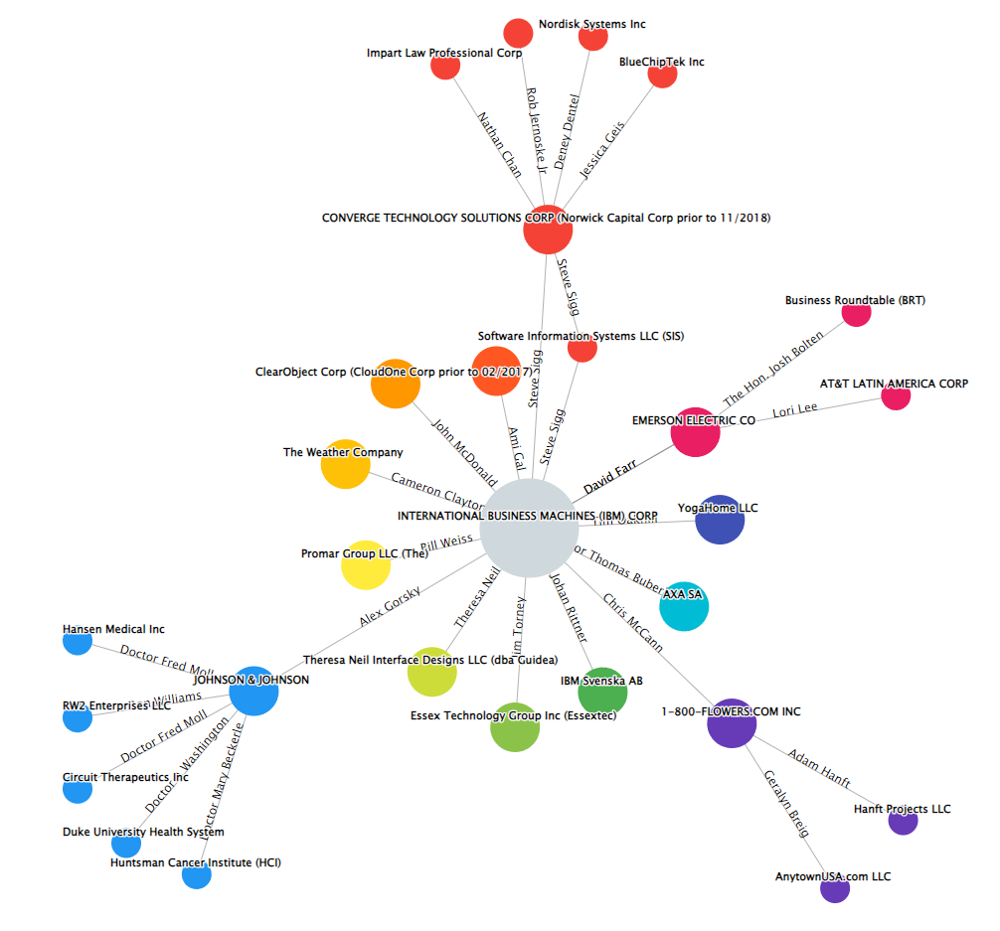 Nordisk Systems Inc
Impart Law Professional Corp
BlueChipTek Inc
Rob Jernoske Jr
Deney Dentel
Nathan Chan
Jessica Geis
CONVERGE TECHNOLOGY SOLUTIONS CORP (Norwick Capital Corp prior to 11/2018)
Steve Sigg
Business Roundtable (BRT)
Software Information Systems LLC (SIS)
The Hon. Josh Bolten
ClearObject Corp (CloudOne Corp prior to 02/2017)
Steve Sigg
AT&T LATIN AMERICA CORP
Lori Lee
EMERSON ELECTRIC CO
John McDonald
Ami Gal
Steve Sigg
The Weather Company
David Farr
Cameron Clayton
YogaHome LLC
INTERNATIONAL BUSINESS MACHINES (IBM) CORP
Bill Weiss
Promar Group LLC (The)
or Thomas Buber
AXA SA
Alex Gorsky
Theresa Neil
Torney
Johan Rittner
Chris McCann
Hansen Medical Inc
Doctor Fred Moll
Theresa Neil Interface Designs LLC (dba Guidea)
JOHNSON & JOHNSON
IBM Svenska AB
RW2 Enterprises LLC
Williams
Essex Technology Group Inc (Essextec)
1-800-FLOWERS.COM INC
Doctor Fred Moll
Doctor Washington
Doctor Mary Beckerle
Circuit Therapeutics Inc
Adam Hanft
Geralyn Breig
Hanft Projects LLC
Duke University Health System
Huntsman Cancer Institute (HCI)
AnytownUSA.com LLC